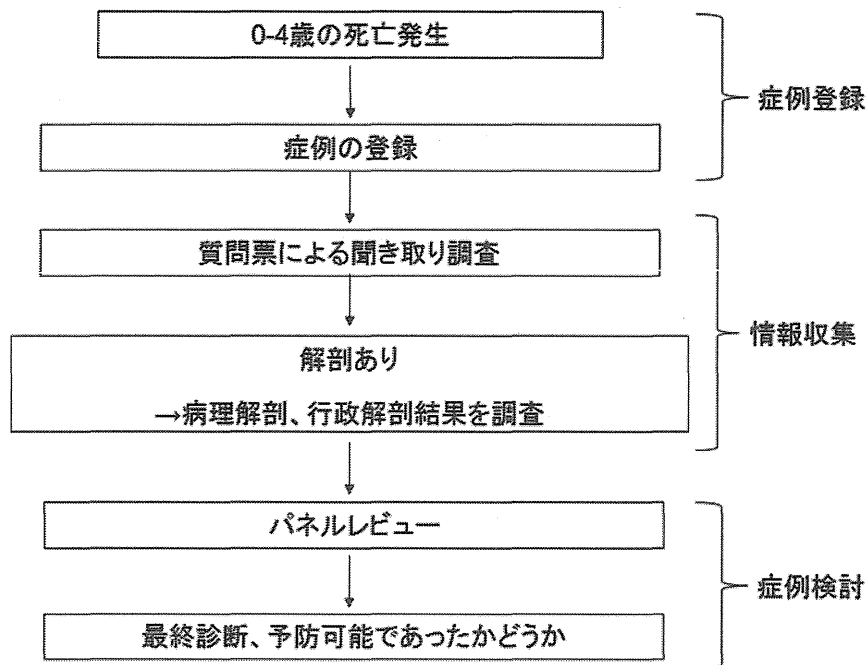 0-4歳の死亡発生
症例登録
症例の登録
質問票による聞き取り調査
情報収集
解剖あり
→病理解剖、行政解剖結果を調査
パネルレビュー
症例検討
最終診断、予防可能であったかどうか